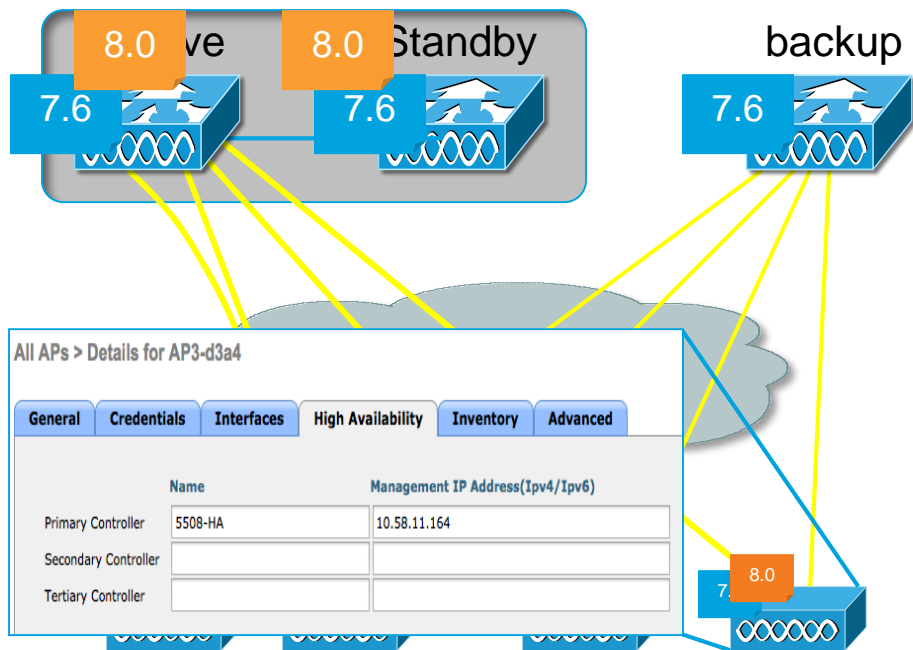 8.0
ve
8.0
Standby
backup
7.6
7.6
7.6
All APs > Details for AP3-d3a4
General
Credentials
Interfaces
High Availability
Inventory
Advanced
Name
Management IP Address(Ipv4/Ipv6)
Primary Controller
5508-HA
10.58.11.164
Secondary Controller
Tertiary Controller
7.
8.0